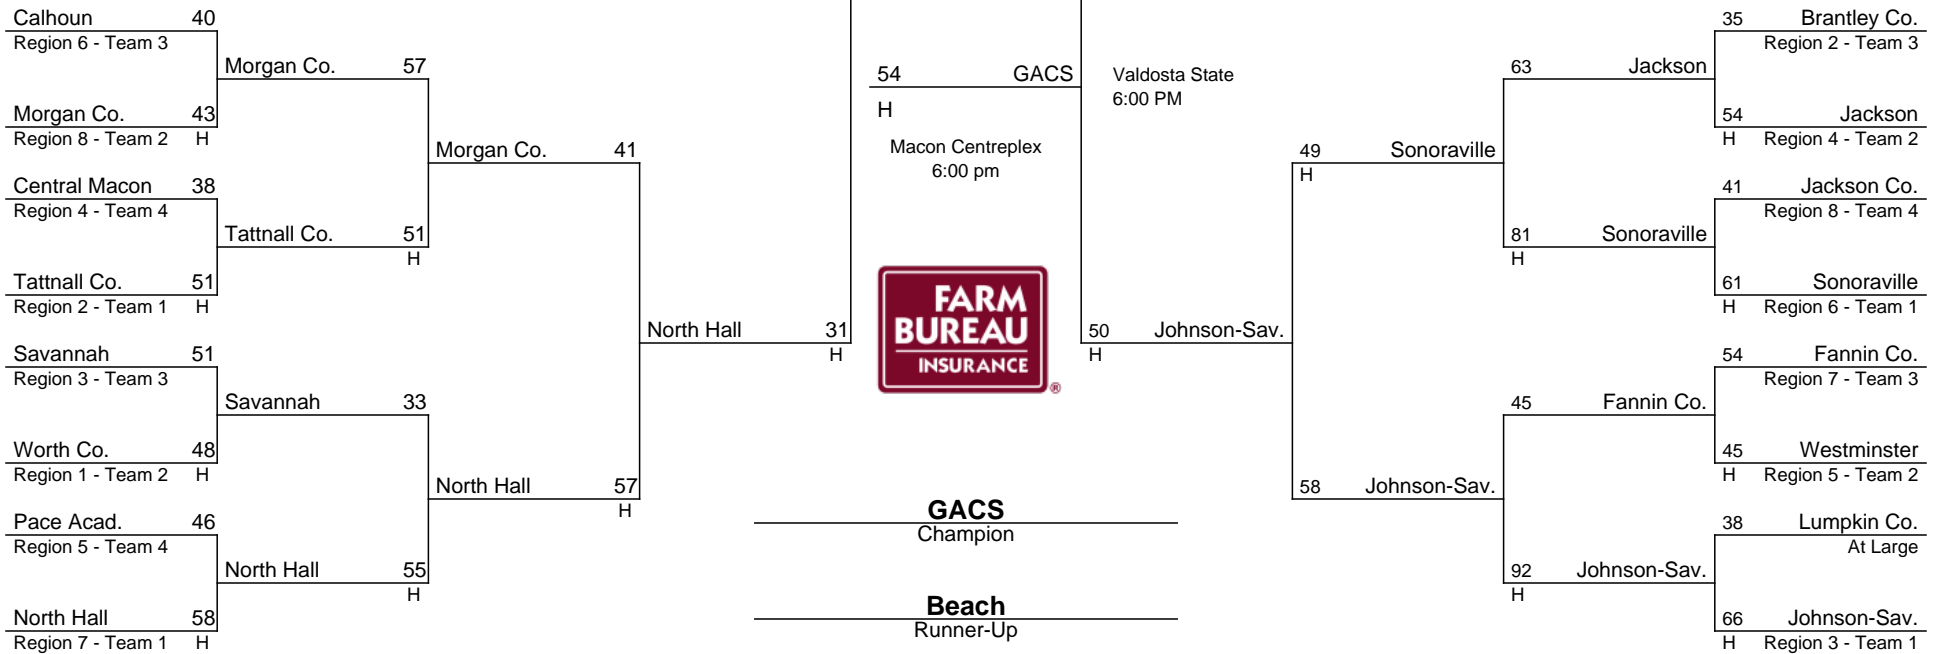 Calhoun 40
Region 6 - Team 3
Morgan Co. 57
Morgan Co. 43
Region 8 - Team 2 H
Morgan Co. 41
Central Macon 38
Region 4 - Team 4
Tattnall Co. 51
H
Tattnall Co. 51
Region 2 - Team 1 H
North Hall 31
H
Savannah 51
Region 3 - Team 3
Savannah 33
Worth Co. 48
Region 1 - Team 2 H
North Hall 57
H
Pace Acad. 46
Region 5 - Team 4
North Hall 55
H
North Hall 58
Region 7 - Team 1 H
54 GACS
H
Macon Centreplex
6:00 pm
Valdosta State
6:00 PM
FARM
BUREAU
INSURANCE
®
GACS
Champion
Beach
Runner-Up
35 Brantley Co.
Region 2 - Team 3
63 Jackson
54 Jackson
H Region 4 - Team 2
49 Sonoraville
H
41 Jackson Co.
Region 8 - Team 4
81 Sonoraville
H
61 Sonoraville
H Region 6 - Team 1
50 Johnson-Sav.
H
54 Fannin Co.
Region 7 - Team 3
45 Fannin Co.
45 Westminster
H Region 5 - Team 2
58 Johnson-Sav.
38 Lumpkin Co.
At Large
92 Johnson-Sav.
H
66 Johnson-Sav.
H Region 3 - Team 1